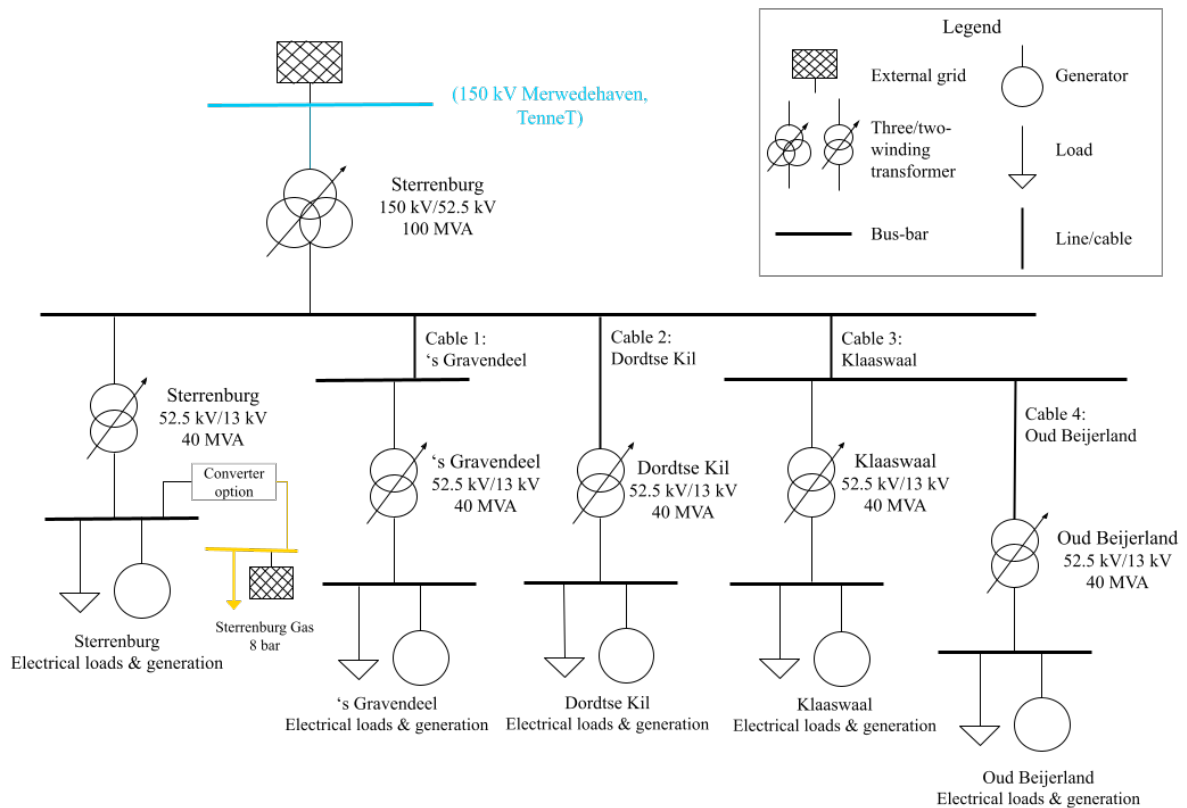 (150 kV Merwedehaven,
TenneT)
Legend
External grid
Generator
Three/two-
winding
transformer
Load
Bus-bar
Line/cable
Sterrenburg
150 kV/52.5 kV
100 MVA
Cable 1:
‘s Gravendeel
Cable 2:
Dordtse Kil
Cable 3:
Klaaswaal
Cable 4:
Oud Beijerland
Sterrenburg
52.5 kV/13 kV
40 MVA
Converter
option
‘s Gravendeel
52.5 kV/13 kV
40 MVA
Dordtse Kil
52.5 kV/13 kV
40 MVA
Klaaswaal
52.5 kV/13 kV
40 MVA
Oud Beijerland
52.5 kV/13 kV
40 MVA
Sterrenburg
Electrical loads & generation
Sterrenburg Gas
8 bar
‘s Gravendeel
Electrical loads & generation
Dordtse Kil
Electrical loads & generation
Klaaswaal
Electrical loads & generation
Oud Beijerland
Electrical loads & generation